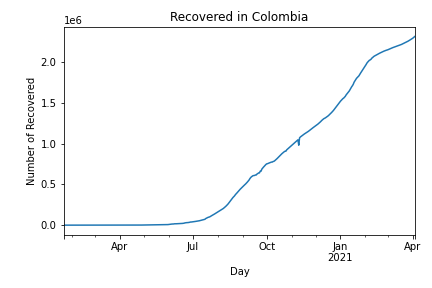 Recovered in Colombia
1e6
2.0
1.5
1.0
0.5
0.0
Number of Recovered
Apr
Jul
Oct
Jan
2021
Apr
Day